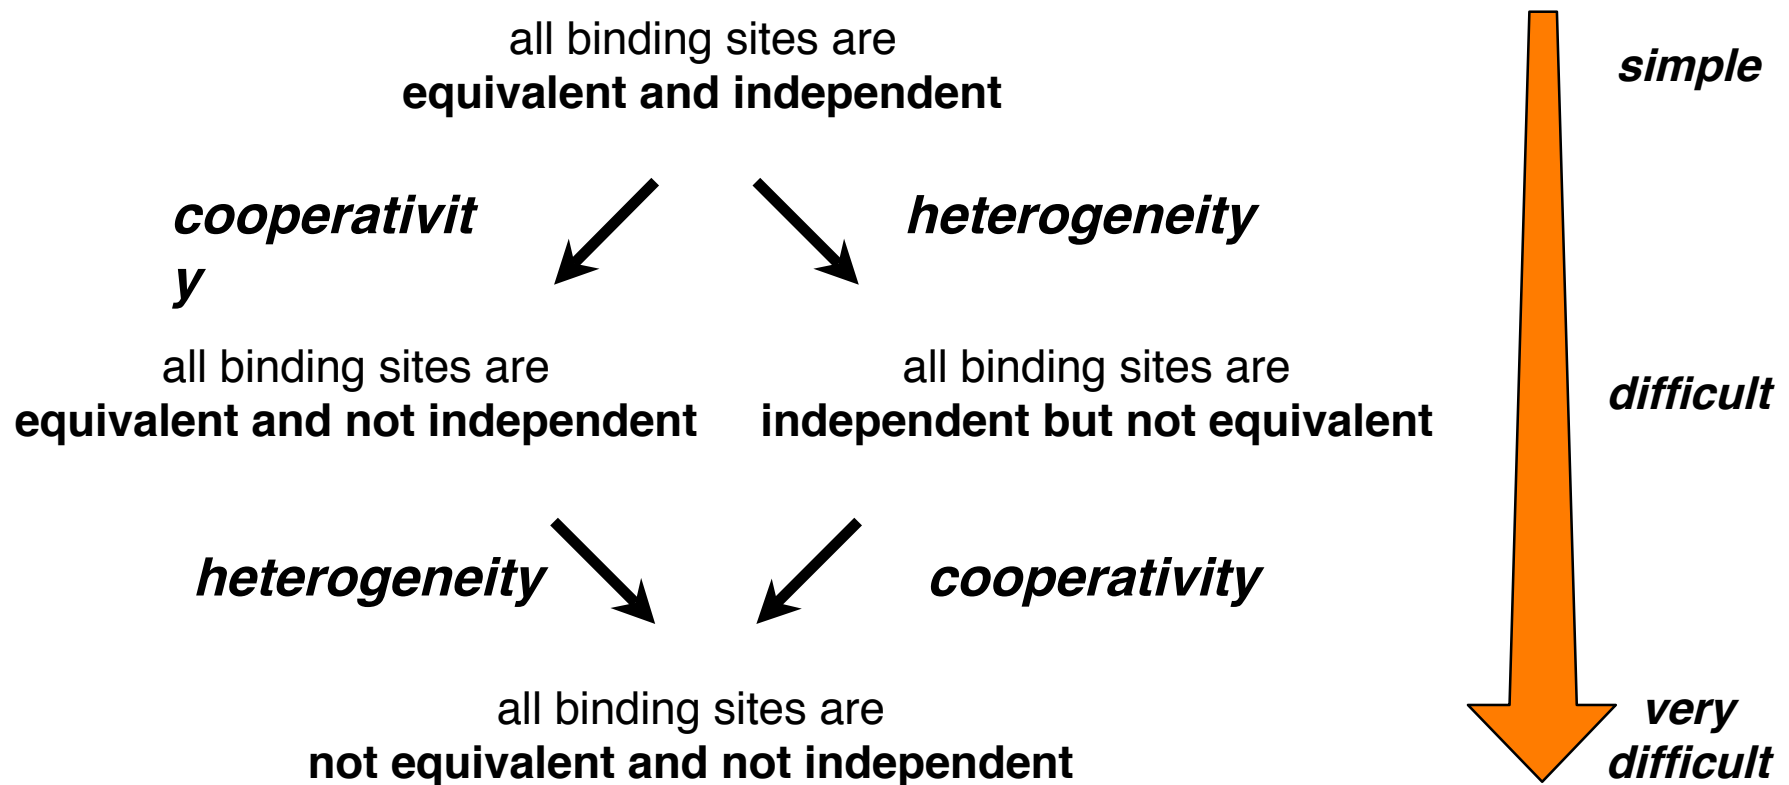 all binding sites are
equivalent and independent
simple
cooperativit
y
heterogeneity
all binding sites are
equivalent and not independent
all binding sites are
independent but not equivalent
difficult
heterogeneity
cooperativity
all binding sites are
not equivalent and not independent
very
difficult